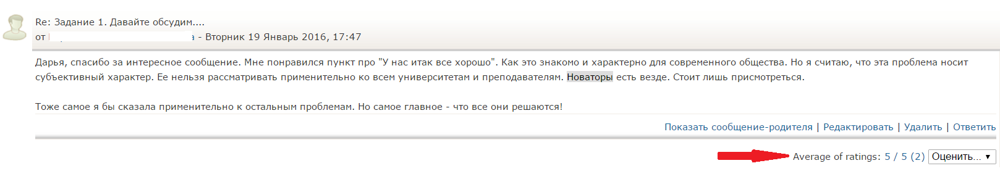 Re: Задание 1. Давайте обсудим....
от - Вторник 19 Январь 2016, 17:47
Дарья, спасибо за интересное сообщение. Мне понравился пункт про "У нас итак все хорошо". Как это знакомо и характерно для современного общества. Но я считаю, что эта проблема носит
субъективный характер. Ее нельзя рассматривать применительно ко всем университетам и преподавателям. Новаторы есть везде. Стоит лишь присмотреться.
Тоже самое я бы сказала применительно к остальным проблемам. Но самое главное - что все они решаются!
Показать сообщение-родителя | Редактировать | Удалить | Ответить
Average of ratings: 5 / 5 (2) Оценить...